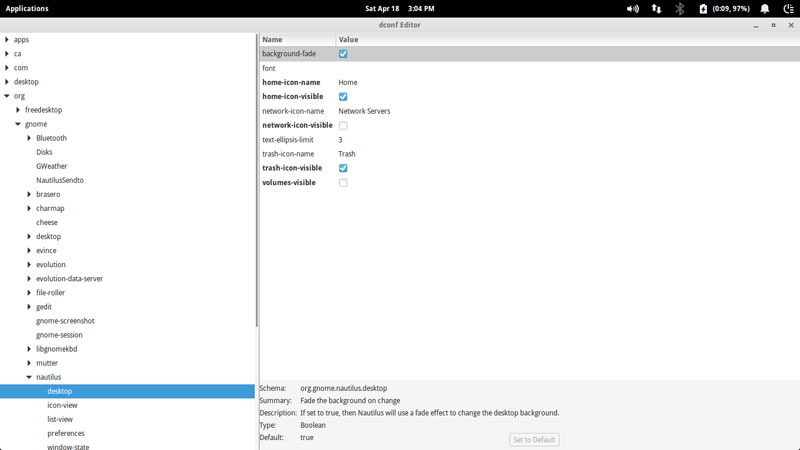 Applications
Sat Apr 18 3:04 PM
(0:09, 97%)
dconf Editor
apps
ca
com
desktop
org
freedesktop
gnome
Bluetooth
Disks
GWeather
NautilusSendto
brasero
charmap
cheese
desktop
evince
evolution
evolution-data-server
file-roller
gedit
gnome-screenshot
gnome-session
libgnomekbd
mutter
nautilus
desktop
icon-view
list-view
preferences
window-state
Name Value
background-fade
font
home-icon-name Home
home-icon-visible
network-icon-name Network Servers
network-icon-visible
text-ellipsis-limit 3
trash-icon-name Trash
trash-icon-visible
volumes-visible
Schema: org.gnome.nautilus.desktop
Summary: Fade the background on change
Description: If set to true, then Nautilus will use a fade effect to change the desktop background.
Type: Boolean
Default: true
Set to Default